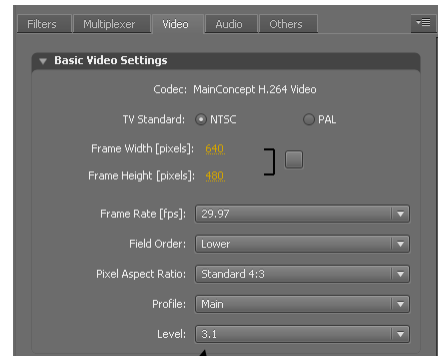 Filters Multiplexer Video Audio Others
Basic Video Settings
Codec: MainConcept H.264 Video
TV Standard: NTSC PAL
Frame Width [pixels]: 640
Frame Height [pixels]: 480
Frame Rate [fps]: 29.97
Field Order: Lower
Pixel Aspect Ratio: Standard 4:3
Profile: Main
Level: 3.1